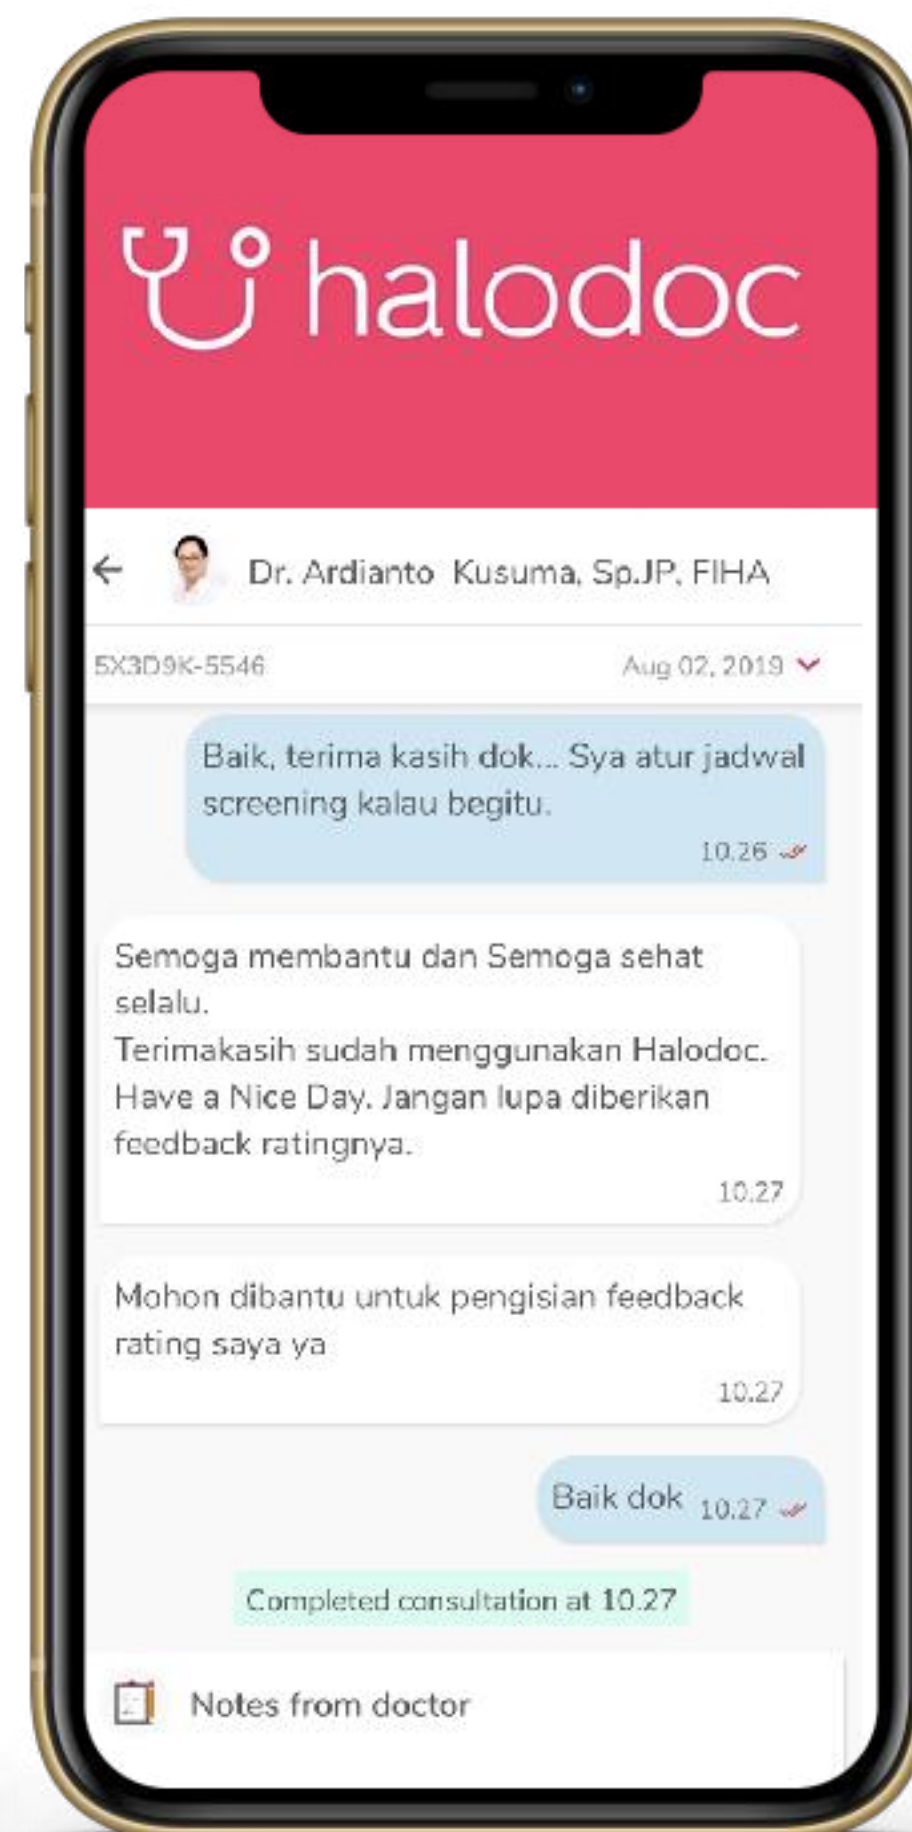 halodoc
Dr. Ardianto Kusuma, Sp.JP, FIHA
5X3D9K-5546 Aug 02, 2019
Baik, terima kasih dok... Sya atur jadwal
screening kalau begitu.
10.26
Semoga membantu dan Semoga sehat
selalu.
Terimakasih sudah menggunakan Halodoc.
Have a Nice Day. Jangan lupa diberikan
feedback ratingnya.
10.27
Mohon dibantu untuk pengisian feedback
rating saya ya
10.27
Baik dok 10.27
Completed consultation at 10.27
Notes from doctor